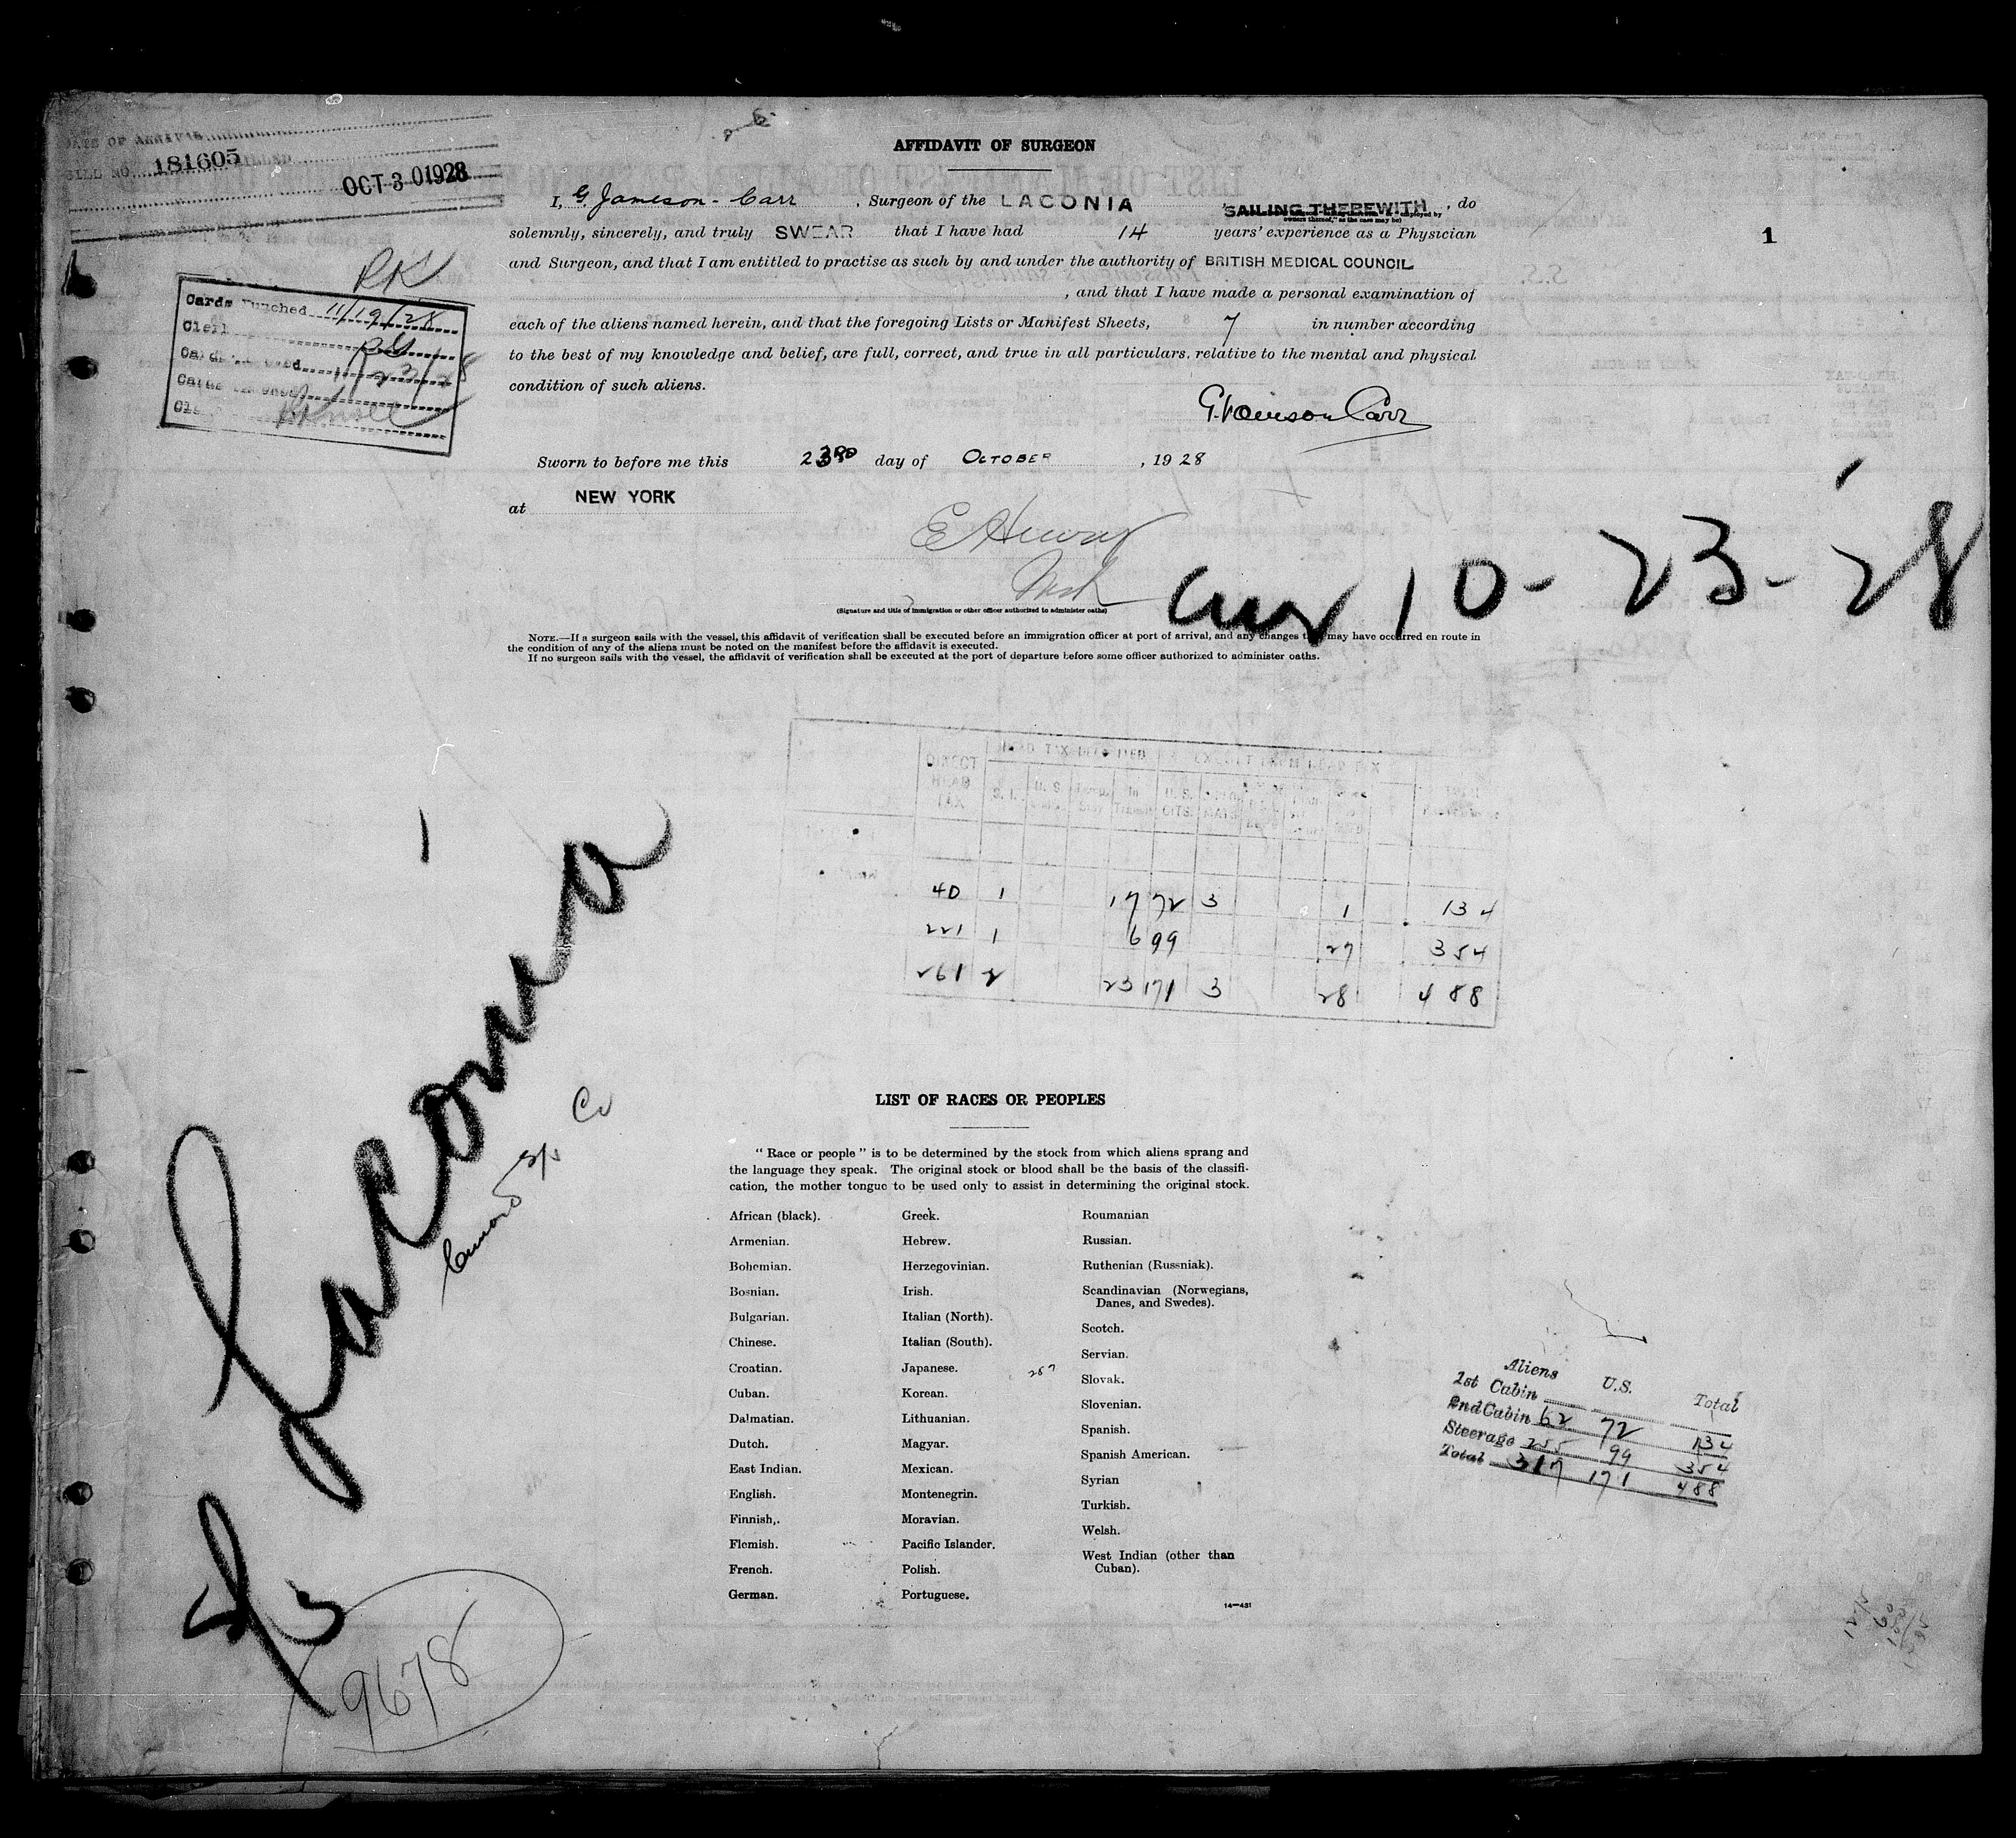 DATE OF ARRIVAL
BILL NO. 181605
OCT 30 1928
RK
Cards Punched 11/19/28
Clerk
AFFIDAVIT OF SURGEON
I, G. Jameson-Carr, Surgeon of the LACONIA SAILING THEREWITH, do
solemnly, sincerely, and truly SWEAR that I have had 14 years' experience as a Physician
and Surgeon, and that I am entitled to practise as such by and under the authority of BRITISH MEDICAL COUNCIL
, and that I have made a personal examination of
each of the aliens named herein, and that the foregoing Lists or Manifest Sheets, 7 in number according
to the best of my knowledge and belief, are full, correct, and true in all particulars, relative to the mental and physical
condition of such aliens.
G. Jameson Carr
Sworn to before me this 23RD day of OCTOBER, 1928
at NEW YORK
1
(Signature and title of immigration or other officer authorized to administer oaths)
10-23-28
NOTE.—If a surgeon sails with the vessel, this affidavit of verification shall be executed before an immigration officer at port of arrival, and any changes that may have occurred en route in
the condition of any of the aliens must be noted on the manifest before the affidavit is executed.
If no surgeon sails with the vessel, the affidavit of verification shall be executed at the port of departure before some officer authorized to administer oaths.
DIRECT HEAD TAX
S. I.
U. S.
In Transit
U. S. CITS.
40 1 17 72 3 1 134
221 1 6 99 27 354
261 2 23 171 3 28 488
Laconia
Cunard S/S Co
9678
LIST OF RACES OR PEOPLES
"Race or people" is to be determined by the stock from which aliens sprang and
the language they speak. The original stock or blood shall be the basis of the classifi-
cation, the mother tongue to be used only to assist in determining the original stock.
African (black).
Armenian.
Bohemian.
Bosnian.
Bulgarian.
Chinese.
Croatian.
Cuban.
Dalmatian.
Dutch.
East Indian.
English.
Finnish,.
Flemish.
French.
German.
Greek.
Hebrew.
Herzegovinian.
Irish.
Italian (North).
Italian (South).
Japanese.
Korean.
Lithuanian.
Magyar.
Mexican.
Montenegrin.
Moravian.
Pacific Islander.
Polish.
Portuguese.
Roumanian
Russian.
Ruthenian (Russniak).
Scandinavian (Norwegians,
Danes, and Swedes).
Scotch.
Servian.
Slovak.
Slovenian.
Spanish.
Spanish American.
Syrian
Turkish.
Welsh.
West Indian (other than
Cuban).
14—431
Aliens U.S. Total
1st Cabin
2nd Cabin 62 72 134
Steerage 255 99 354
Total 317 171 488